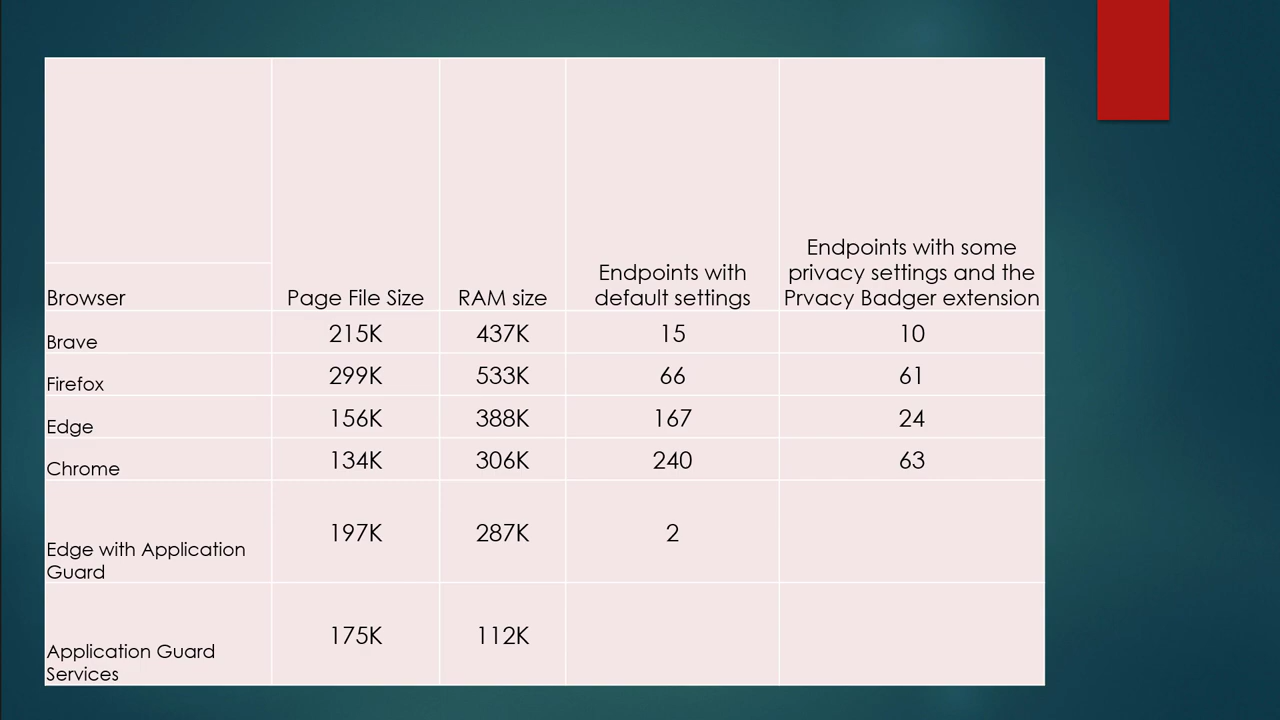 Browser
Page File Size
RAM size
Endpoints with
default settings
Endpoints with some
privacy settings and the
Prvacy Badger extension
Brave
215K
437K
15
10
Firefox
299K
533K
66
61
Edge
156K
388K
167
24
Chrome
134K
306K
240
63
Edge with Application
Guard
197K
287K
2
Application Guard
Services
175K
112K